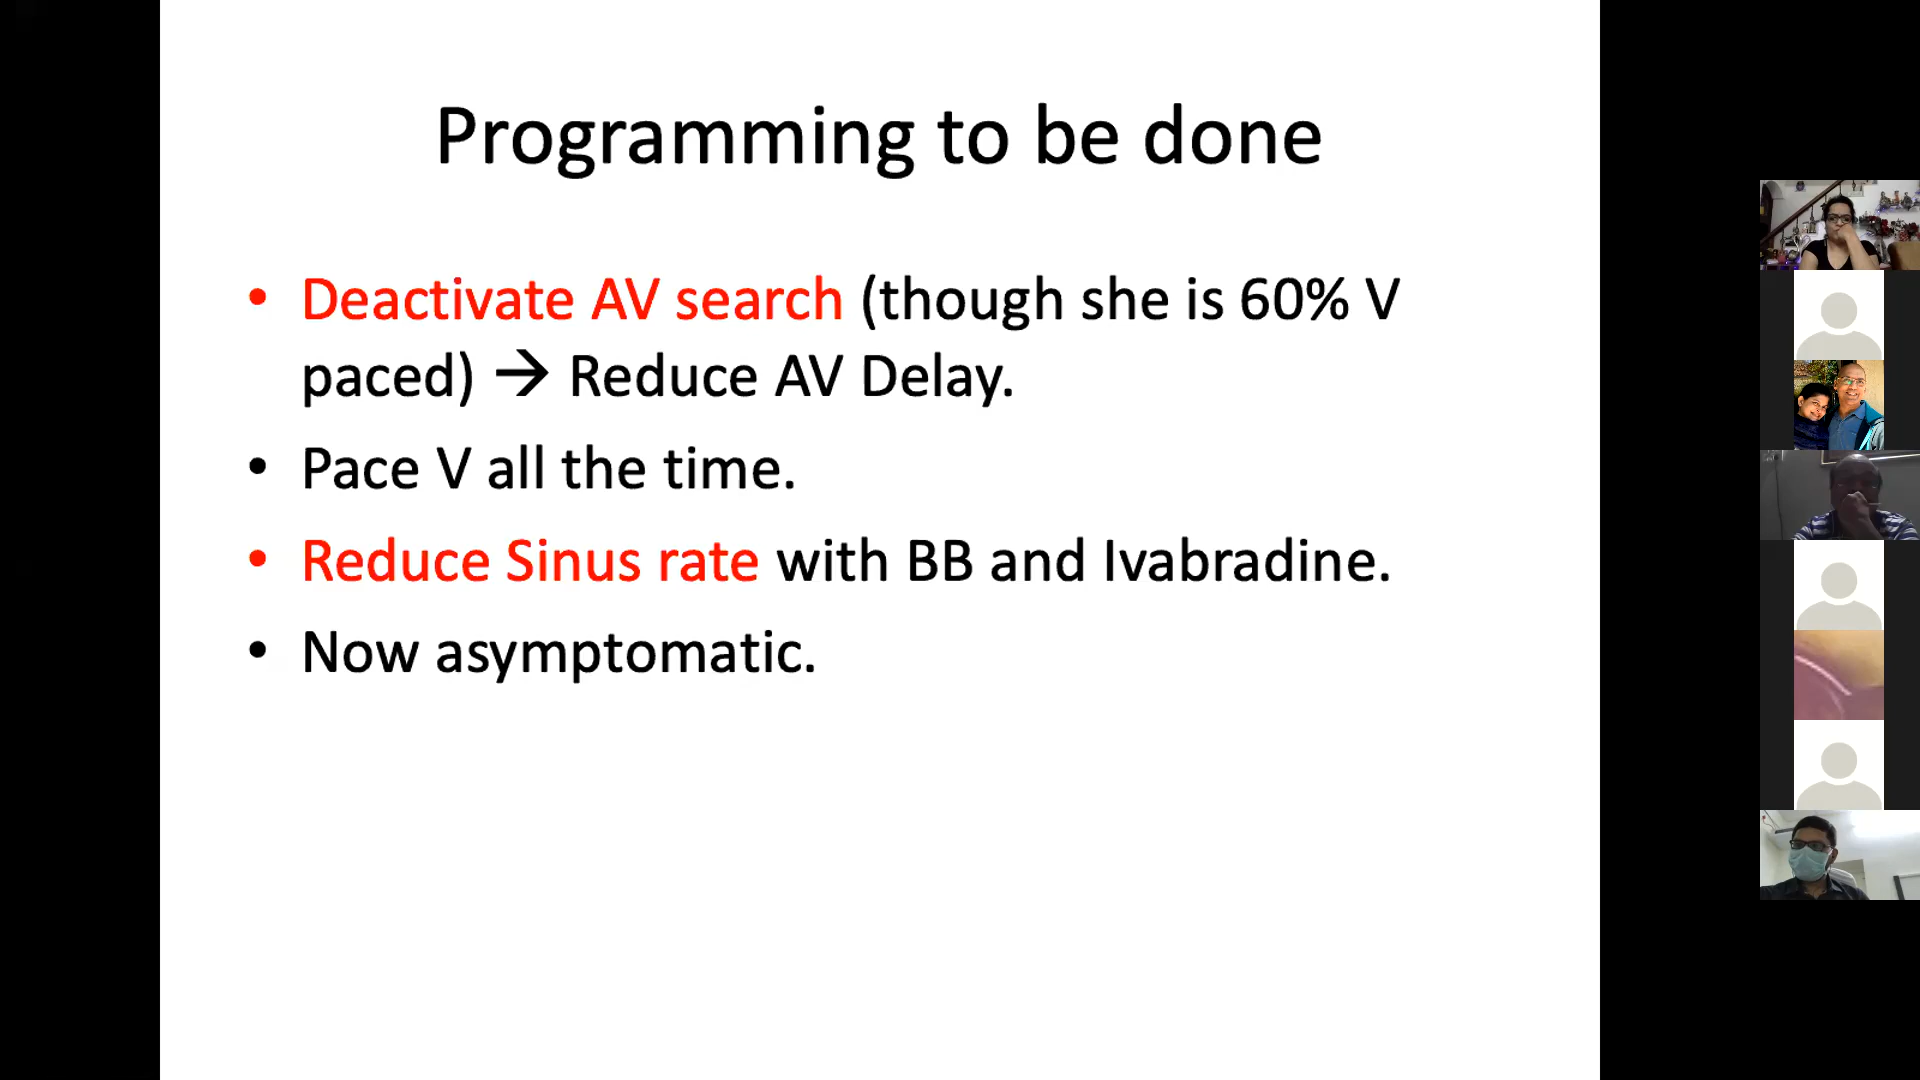 Programming to be done
• Deactivate AV search (though she is 60% V
paced) → Reduce AV Delay.
• Pace V all the time.
• Reduce Sinus rate with BB and Ivabradine.
• Now asymptomatic.